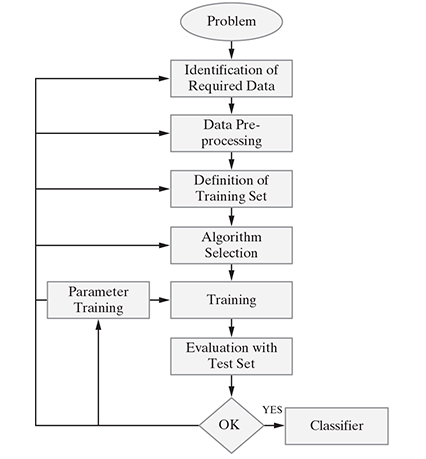 Problem
Identification of
Required Data
Data Pre-
processing
Definition of
Training Set
Algorithm
Selection
Parameter
Training
Training
Evaluation with
Test Set
OK
YES
Classifier